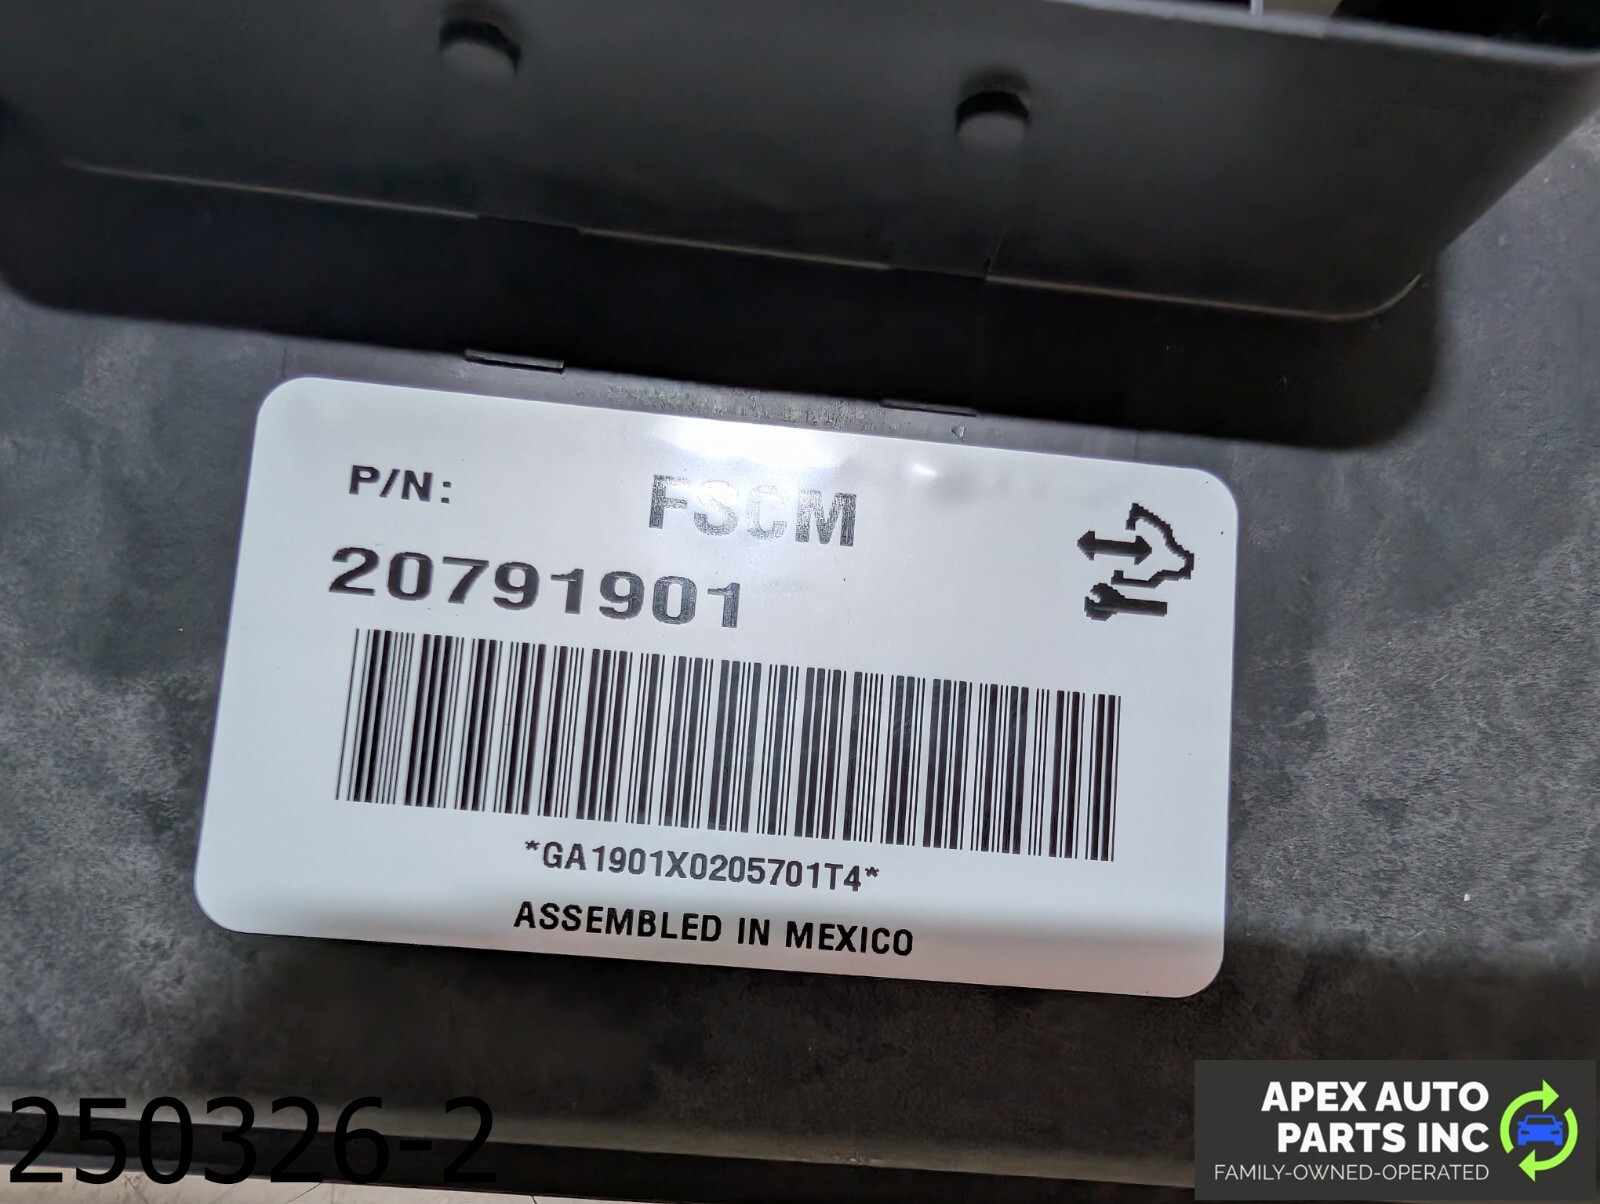 P/N:
FSCM
20791901
*GA1901X0205701T4*
ASSEMBLED IN MEXICO
250326-2
APEX AUTO
PARTS INC
FAMILY-OWNED-OPERATED